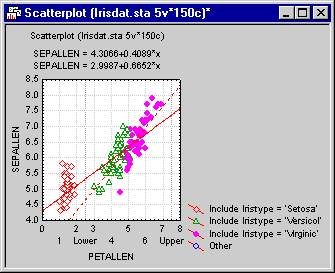 Scatterplot (Irisdat.sta 5v*150c)*
Scatterplot (Irisdat.sta 5v*150c)
SEPALLEN = 4.3066+0.4089*x
SEPALLEN = 2.9987+0.6652*x
8.5
8.0
7.5
7.0
6.5
6.0
5.5
5.0
4.5
4.0
SEPALLEN
0 2 3 4 5 6 8
1 Lower Upper 7
PETALLEN
Include Iristype = 'Setosa'
Include Iristype = 'Versicol'
Include Iristype = 'Virginic'
Other